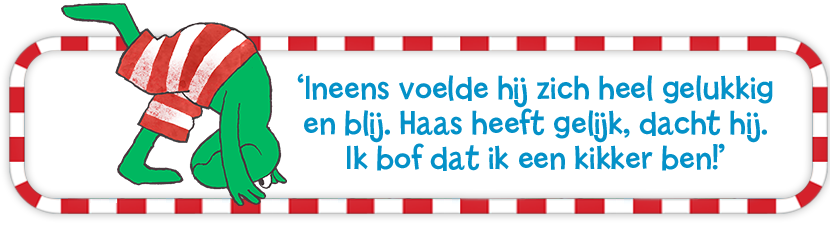 ‘Ineens voelde hij zich heel gelukkig
en blij. Haas heeft gelijk, dacht hij.
Ik bof dat ik een kikker ben!’